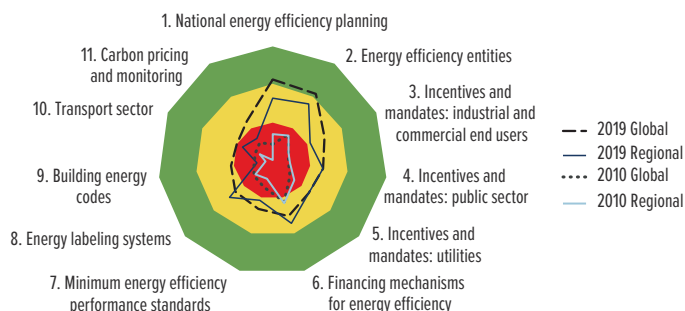 1. National energy efficiency planning
2. Energy efficiency entities
3. Incentives and
mandates: industrial and
commercial end users
4. Incentives and
mandates: public sector
5. Incentives and
mandates: utilities
6. Financing mechanisms
for energy efficiency
7. Minimum energy efficiency
performance standards
8. Energy labeling systems
9. Building energy
codes
10. Transport sector
11. Carbon pricing
and monitoring
2019 Global
2019 Regional
2010 Global
2010 Regional